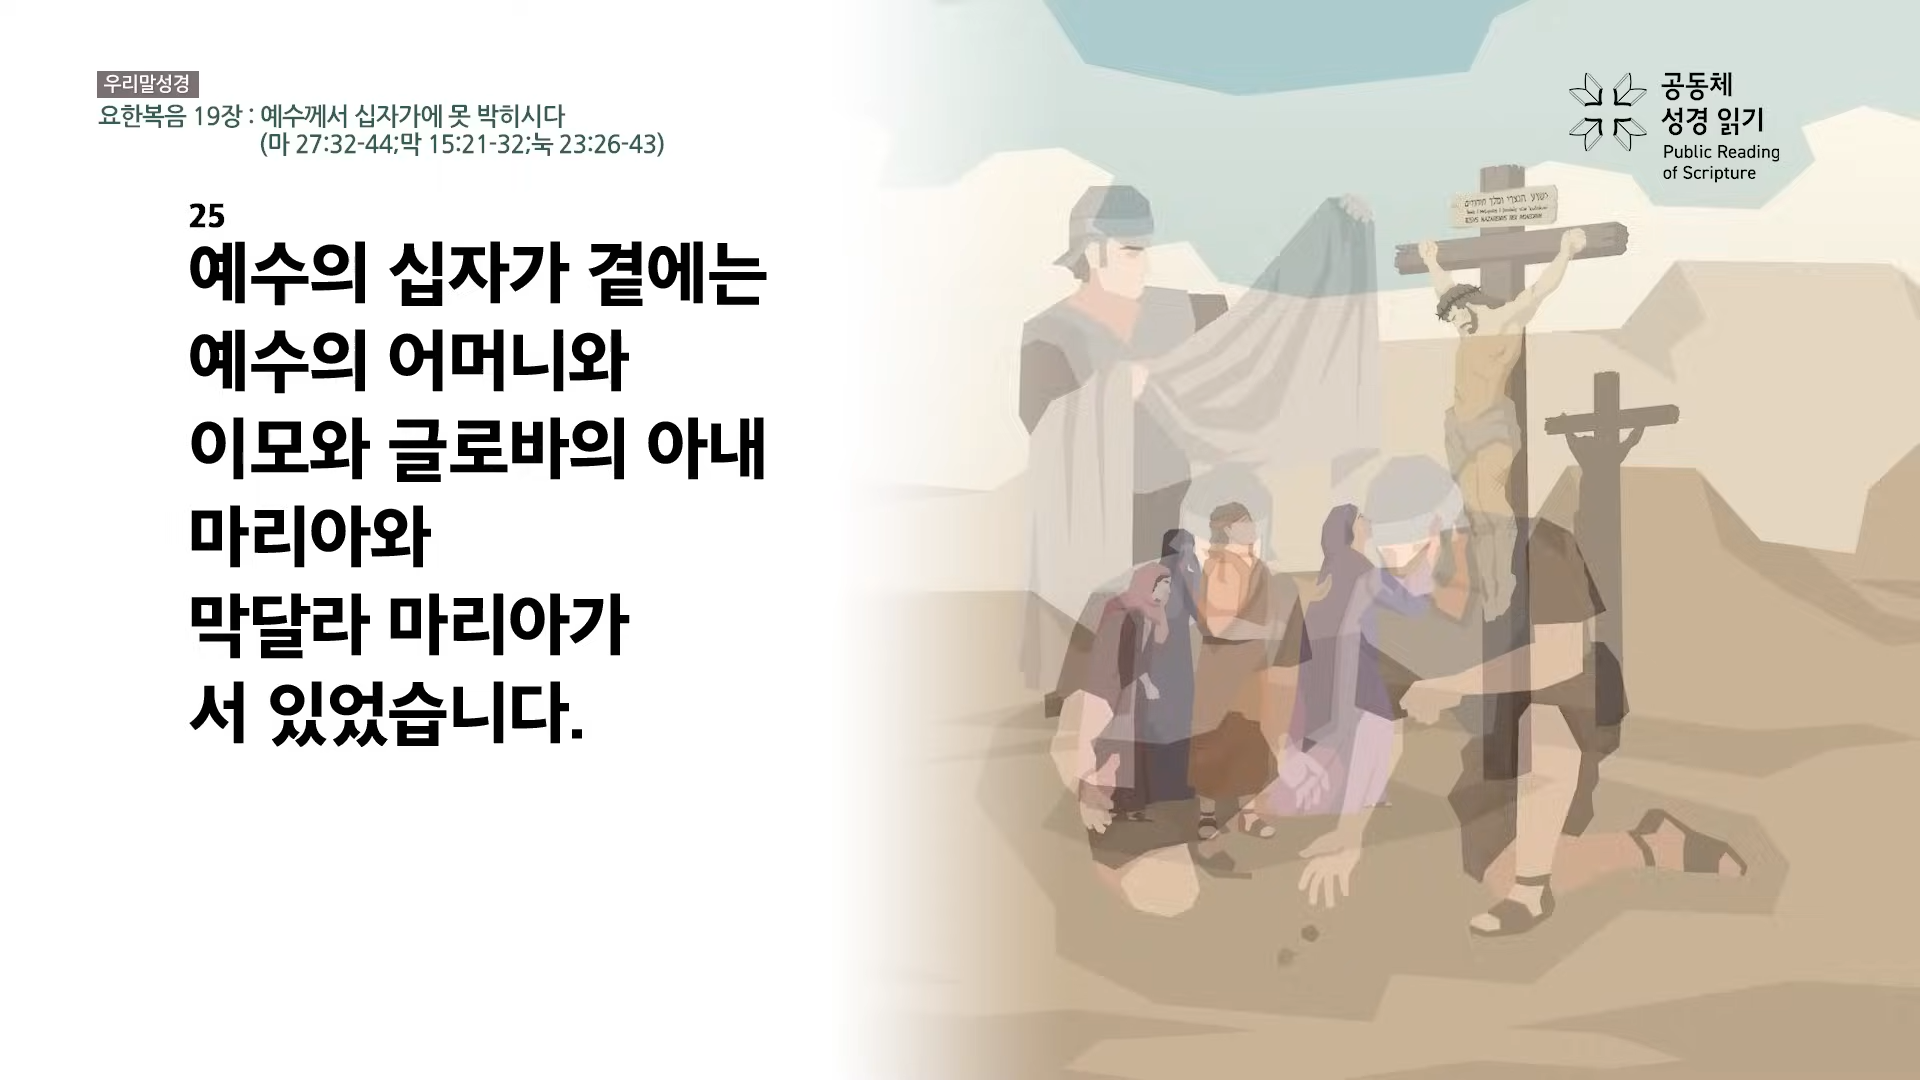 우리말성경
요한복음 19장 : 예수께서 십자가에 못 박히시다
(마 27:32-44;막 15:21-32;눅 23:26-43)
25
예수의 십자가 곁에는
예수의 어머니와
이모와 글로바의 아내
마리아와
막달라 마리아가
서 있었습니다.
공동체
성경 읽기
Public Reading
of Scripture